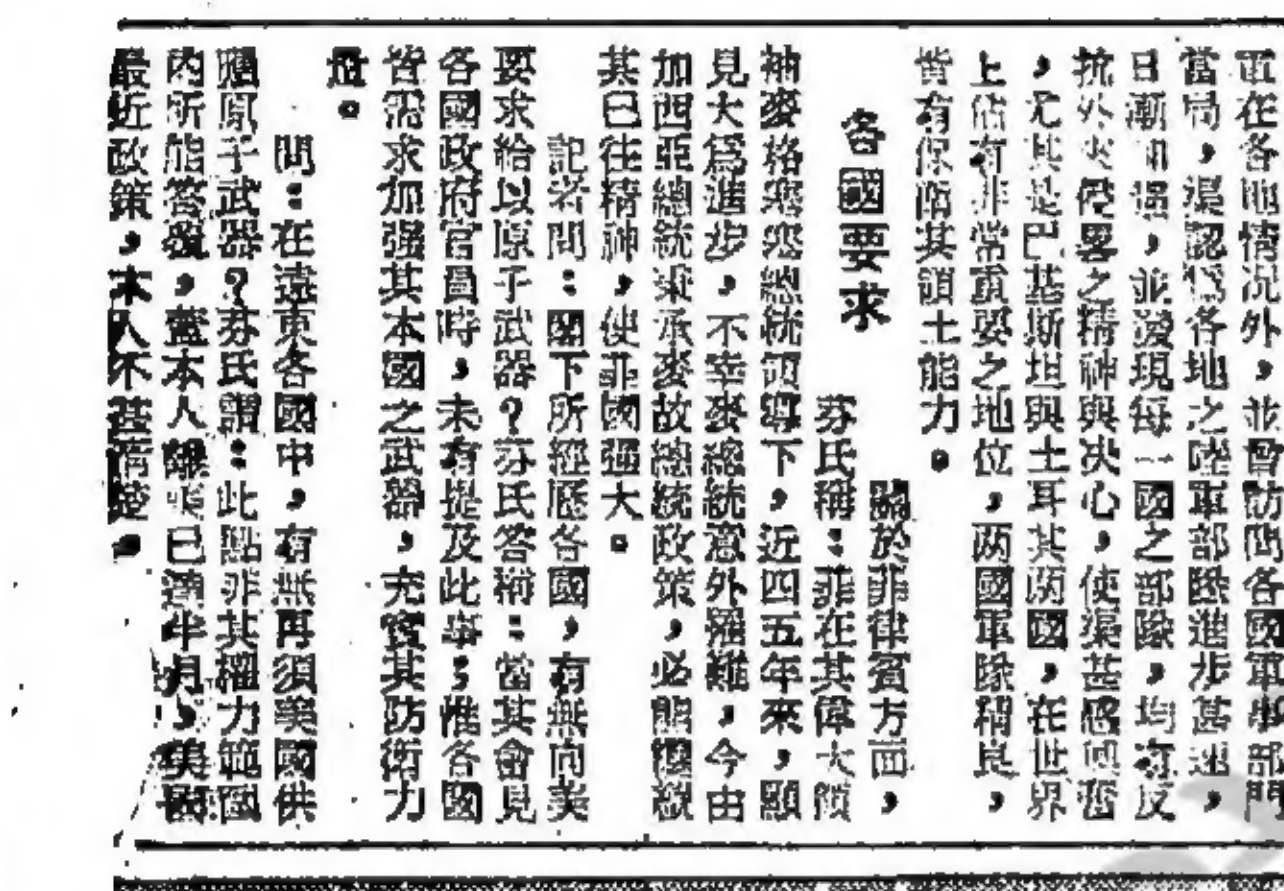 軍在各地情況外，並曾訪問各國軍事部門
當局，渠認為各地之陸軍部隊進步甚速，
日漸加强，並發現每一國之部隊，均有反
抗外來侵畧之精神與決心，使渠甚感興奮
，尤其是巴基斯坦與土耳其兩國，在世界
上佔有非常重要之地位，兩國軍隊精良，
皆有保衛其領土能力。
各國要求
關於菲律賓方面，
芬氏稱：菲在其偉大領
袖麥格塞塞總統領導下，近四五年來，顯
見大爲進步，不幸麥總統意外罹難，今由
加西亞總統秉承麥故總統政策，必能繼續
其已往精神，使菲國强大。
記者問：閣下所經歷各國，有無向美
要求給以原子武器？芬氏答稱：當其會見
各國政府官員時，未有提及此事；惟各國
皆需求加强其本國之武器，充實其防衛力
量。
問：在遠東各國中，有無再須美國供
應原子武器？芬氏謂：此點非其權力範圍
內所能答覆，蓋本人離美已濟半月，美國
最近政策，本人不甚清楚。